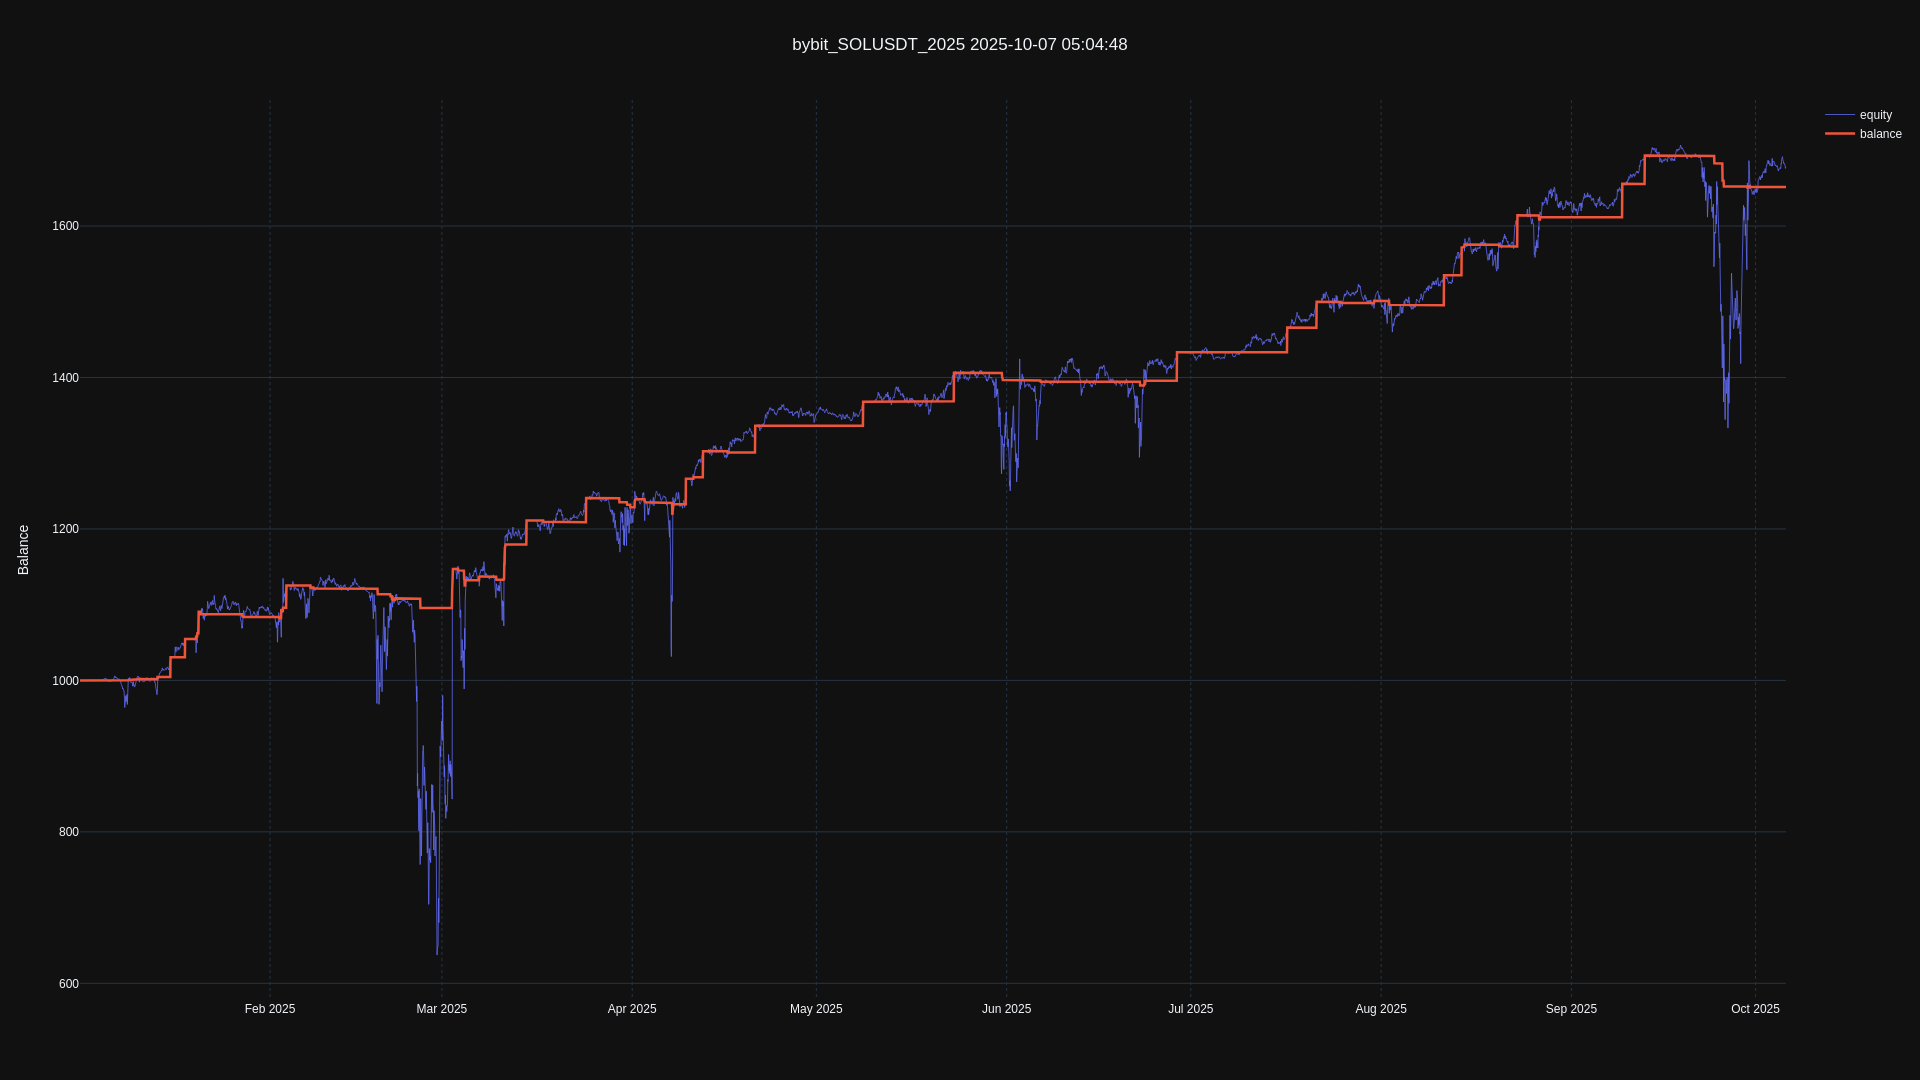 bybit_SOLUSDT_2025 2025-10-07 05:04:48
equity
balance
1600
1400
1200
1000
800
600
Balance
Feb 2025
Mar 2025
Apr 2025
May 2025
Jun 2025
Jul 2025
Aug 2025
Sep 2025
Oct 2025